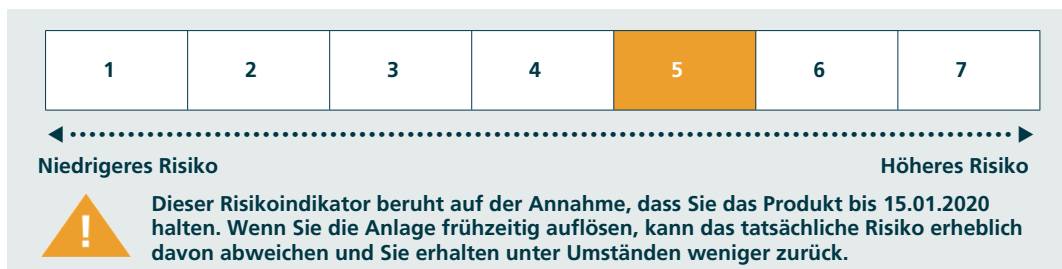 1 2 3 4 5 6 7
Niedrigeres Risiko Höheres Risiko
! Dieser Risikoindikator beruht auf der Annahme, dass Sie das Produkt bis 15.01.2020
halten. Wenn Sie die Anlage frühzeitig auflösen, kann das tatsächliche Risiko erheblich
davon abweichen und Sie erhalten unter Umständen weniger zurück.